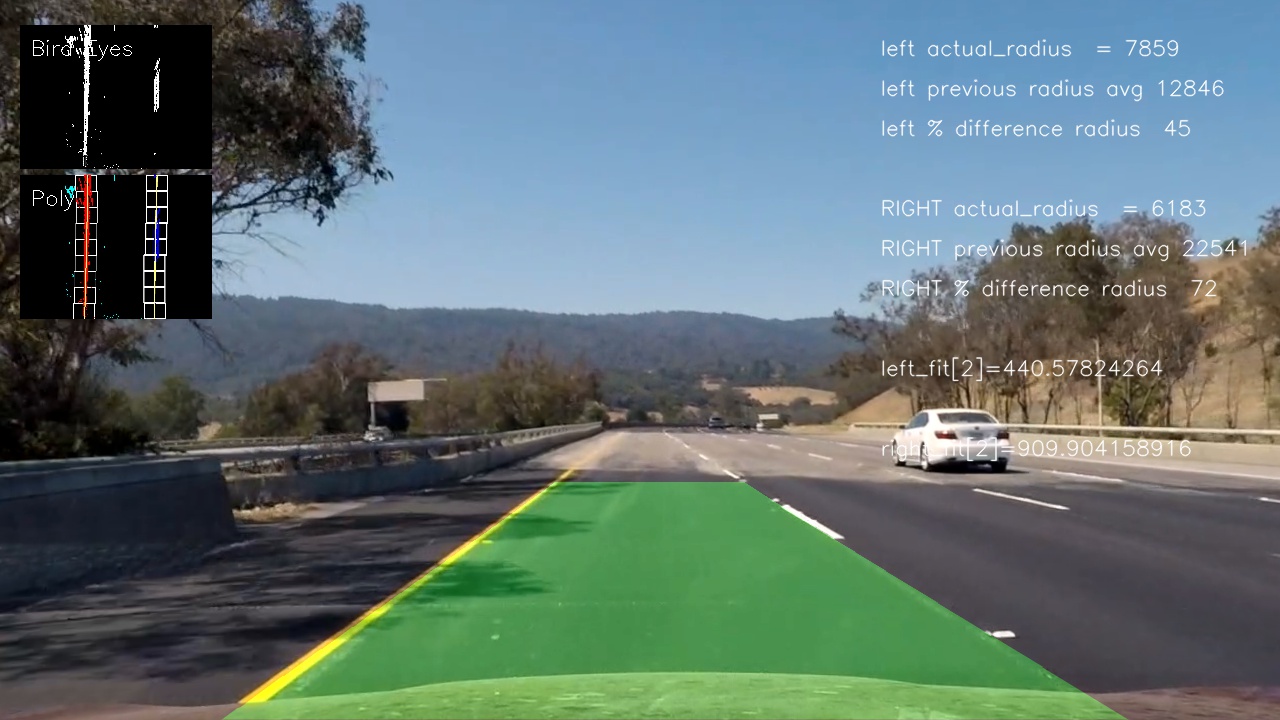 Bird Eyes
Poly
left actual_radius = 7859
left previous radius avg 12846
left % difference radius 45
RIGHT actual_radius = 6183
RIGHT previous radius avg 22541
RIGHT % difference radius 72
left_fit[2]=440.57824264
right_fit[2]=909.904158916